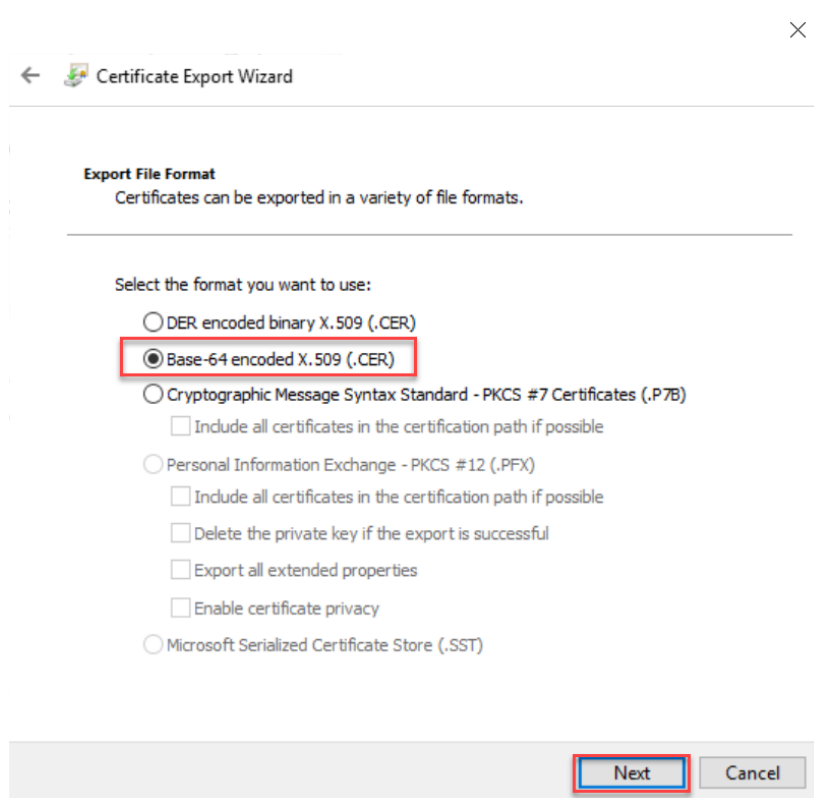 Certificate Export Wizard
Export File Format
Certificates can be exported in a variety of file formats.
Select the format you want to use:
DER encoded binary X.509 (.CER)
Base-64 encoded X.509 (.CER)
Cryptographic Message Syntax Standard - PKCS #7 Certificates (.P7B)
Include all certificates in the certification path if possible
Personal Information Exchange - PKCS #12 (.PFX)
Include all certificates in the certification path if possible
Delete the private key if the export is successful
Export all extended properties
Enable certificate privacy
Microsoft Serialized Certificate Store (.SST)
Next Cancel